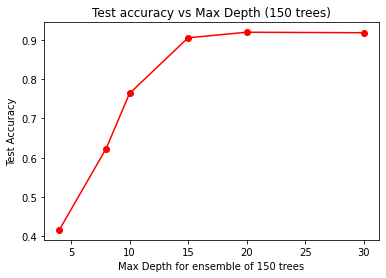 Test accuracy vs Max Depth (150 trees)
Test Accuracy
0.9
0.8
0.7
0.6
0.5
0.4
5 10 15 20 25 30
Max Depth for ensemble of 150 trees